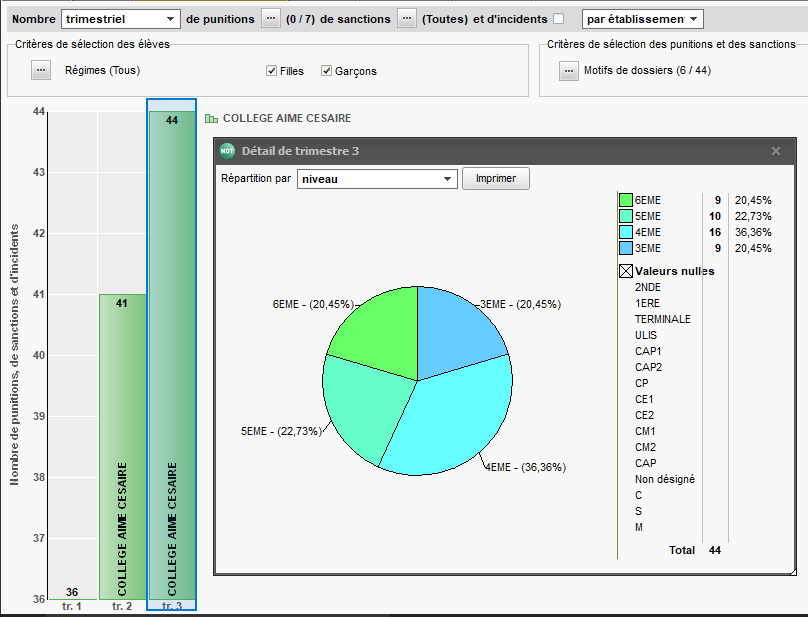 Nombre trimestriel de punitions ... (0 / 7) de sanctions ... (Toutes) et d'incidents par établissement
Critères de sélection des élèves
... Régimes (Tous) Filles Garçons
Critères de sélection des punitions et des sanctions
... Motifs de dossiers (6 / 44)
Nombre de punitions, de sanctions et d'incidents
44
43
42
41
40
39
38
37
36
36
tr. 1
41
COLLEGE AIME CESAIRE
tr. 2
44
COLLEGE AIME CESAIRE
tr. 3
COLLEGE AIME CESAIRE
NOT Détail de trimestre 3
Répartition par niveau Imprimer
6EME - (20,45%)
3EME - (20,45%)
5EME - (22,73%)
4EME - (36,36%)
6EME 9 20,45%
5EME 10 22,73%
4EME 16 36,36%
3EME 9 20,45%
Valeurs nulles
2NDE
1ERE
TERMINALE
ULIS
CAP1
CAP2
CP
CE1
CE2
CM1
CM2
CAP
Non désigné
C
S
M
Total 44